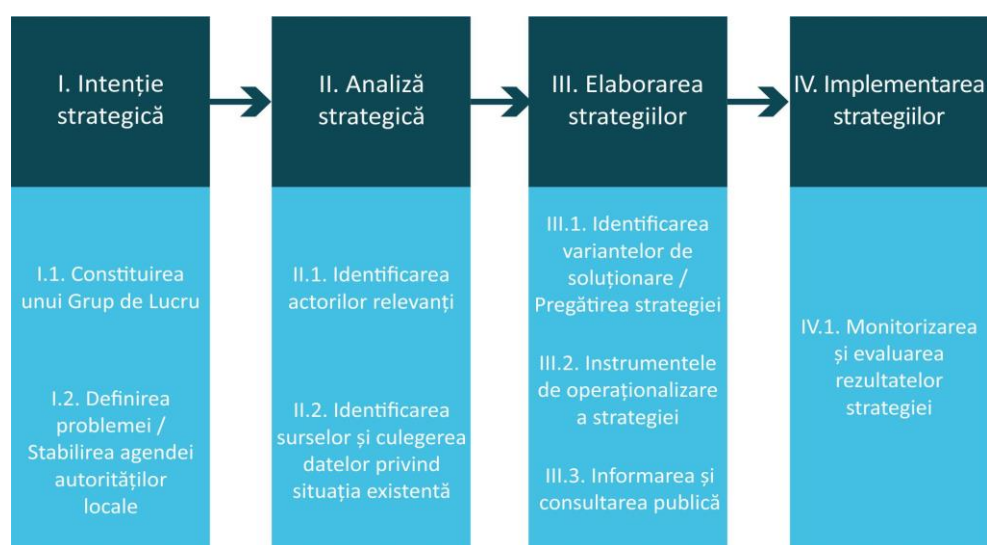 I. Intenție
strategică
I.1. Constituirea
unui Grup de Lucru
I.2. Definirea
problemei /
Stabilirea agendei
autorităților
locale
II. Analiză
strategică
II.1. Identificarea
actorilor relevanți
II.2. Identificarea
surselor și culegerea
datelor privind
situația existentă
III. Elaborarea
strategiilor
III.1. Identificarea
variantelor de
soluționare /
Pregătirea strategiei
III.2. Instrumentele
de operaționalizare
a strategiei
III.3. Informarea și
consultarea publică
IV. Implementarea
strategiilor
IV.1. Monitorizarea
și evaluarea
rezultatelor
strategiei